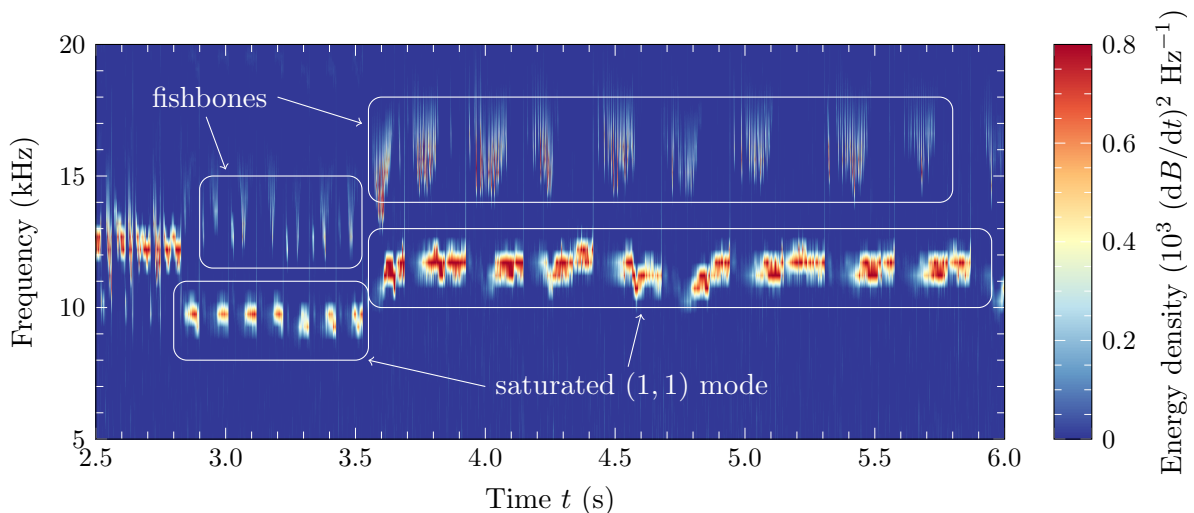 20
15
10
5
Frequency (kHz)
fishbones
saturated (1, 1) mode
2.5 3.0 3.5 4.0 4.5 5.0 5.5 6.0
Time t (s)
0.8
0.6
0.4
0.2
0
Energy density (10³ (dB/dt)² Hz⁻¹)